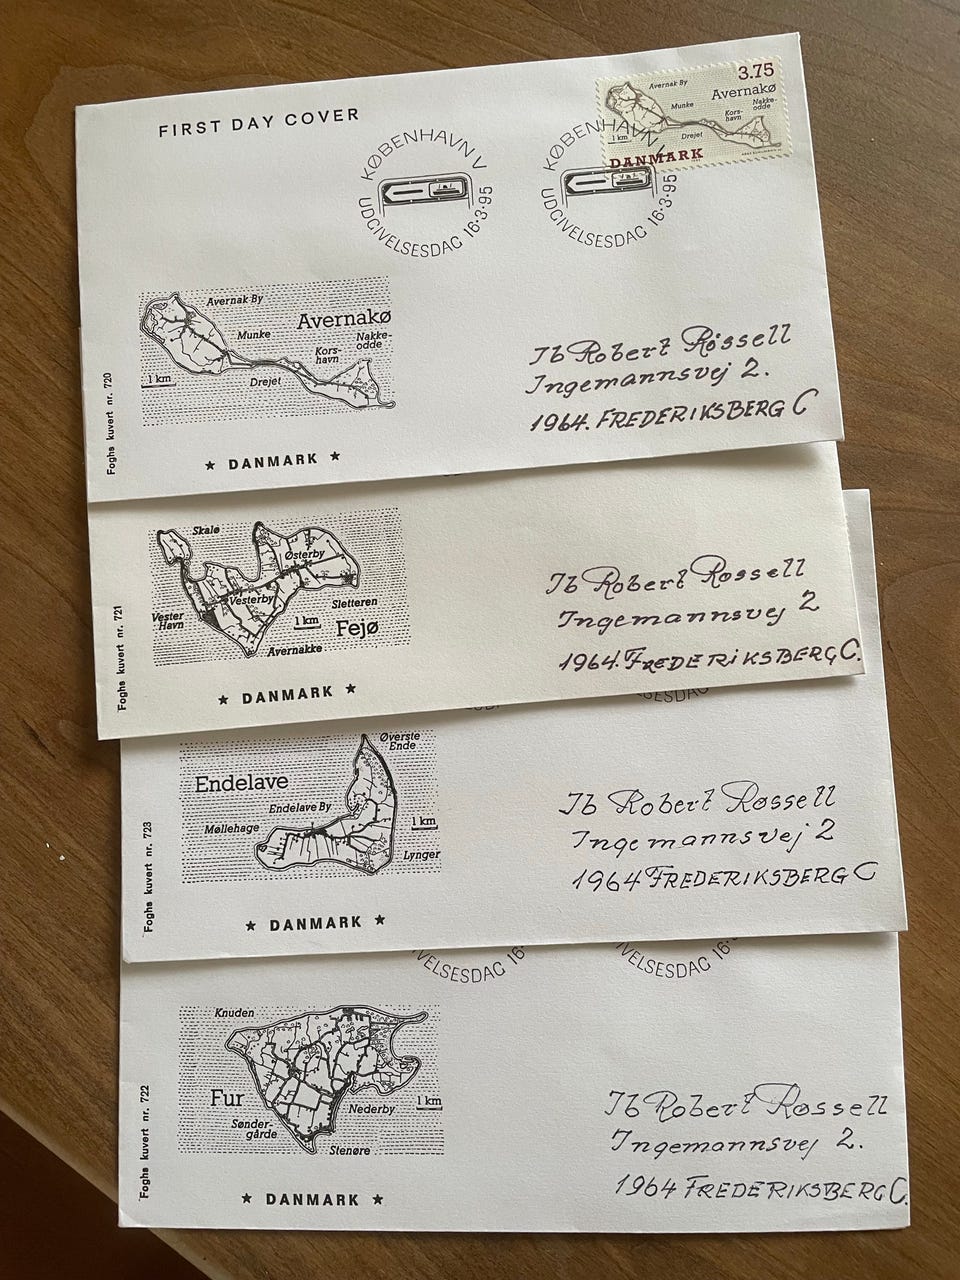 FIRST DAY COVER
KØBENHAVN V
UDGIVELSESDAG 16·3·95
KØBENHAVN V
UDGIVELSESDAG 16·3·95
3.75
Avernakø
Avernak By
Munke
Kors-
havn
Nakke-
odde
Drejet
1 km
DANMARK
Avernak By
Avernakø
Munke
Nakke-
odde
Kors-
havn
Drejet
1 km
Foghs kuvert nr. 720
★ DANMARK ★
Ib Robert Røssell
Ingemannsvej 2.
1964. FREDERIKSBERG C
Skalø
Østerby
Vesterby
Vester
Havn
Sletteren
1 km
Fejø
Avernakke
Foghs kuvert nr. 721
★ DANMARK ★
Ib Robert Røssell
Ingemannsvej 2
1964. FREDERIKSBERG C.
Øverste
Ende
Endelave
Endelave By
Møllehage
1 km
Lynger
Foghs kuvert nr. 723
★ DANMARK ★
Ib Robert Røssell
Ingemannsvej 2
1964 FREDERIKSBERG C
VELSESDAG 16·
VELSESDAG 16·
Knuden
Fur
1 km
Nederby
Sønder-
gårde
Stenøre
Foghs kuvert nr. 722
★ DANMARK ★
Ib Robert Røssell
Ingemannsvej 2.
1964 FREDERIKSBERG C.